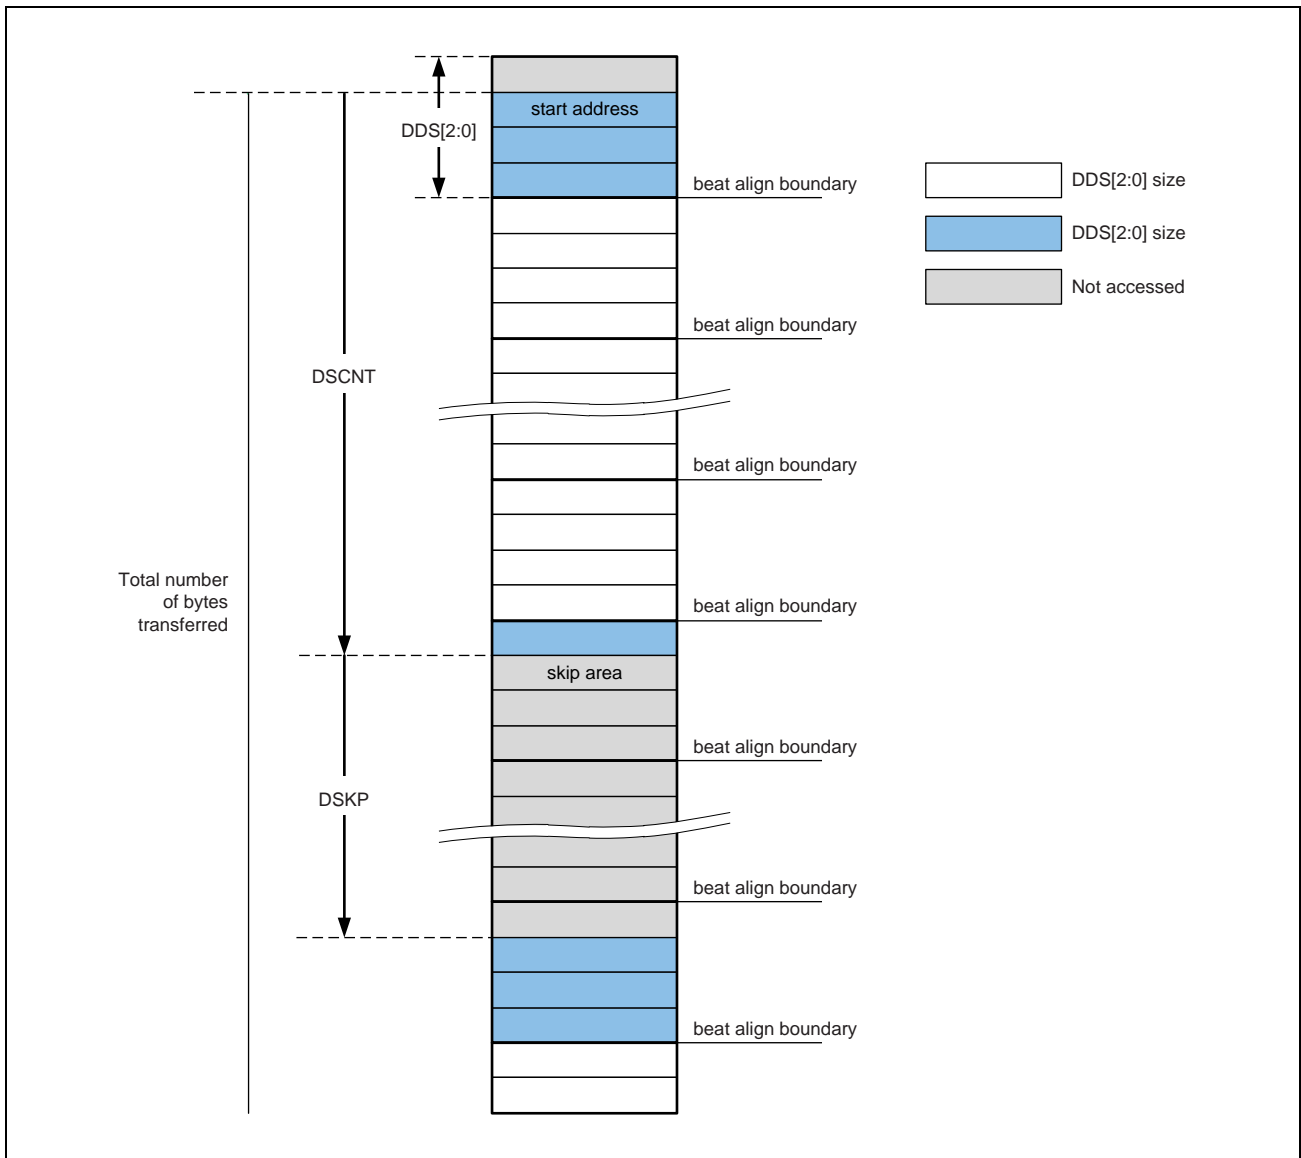 start address
DDS[2:0]
beat align boundary
DDS[2:0] size
DDS[2:0] size
Not accessed
beat align boundary
DSCNT
beat align boundary
Total number
of bytes
transferred
beat align boundary
skip area
beat align boundary
DSKP
beat align boundary
beat align boundary